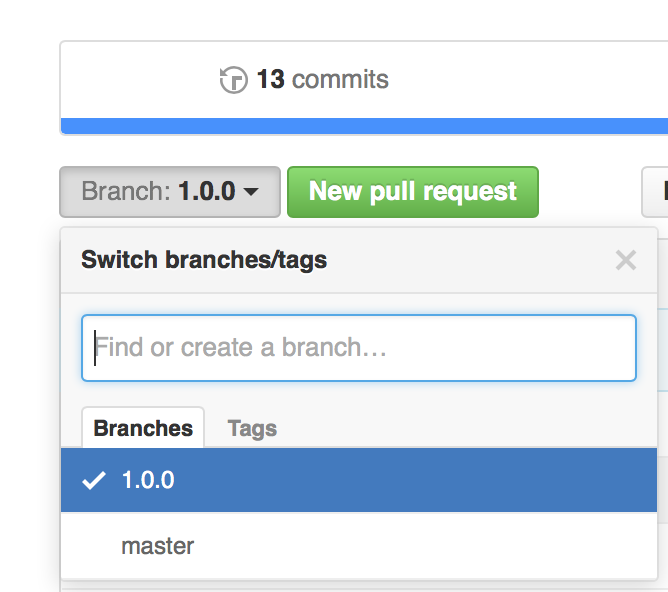 13 commits
Branch: 1.0.0
New pull request
Switch branches/tags
Find or create a branch…
Branches
Tags
1.0.0
master